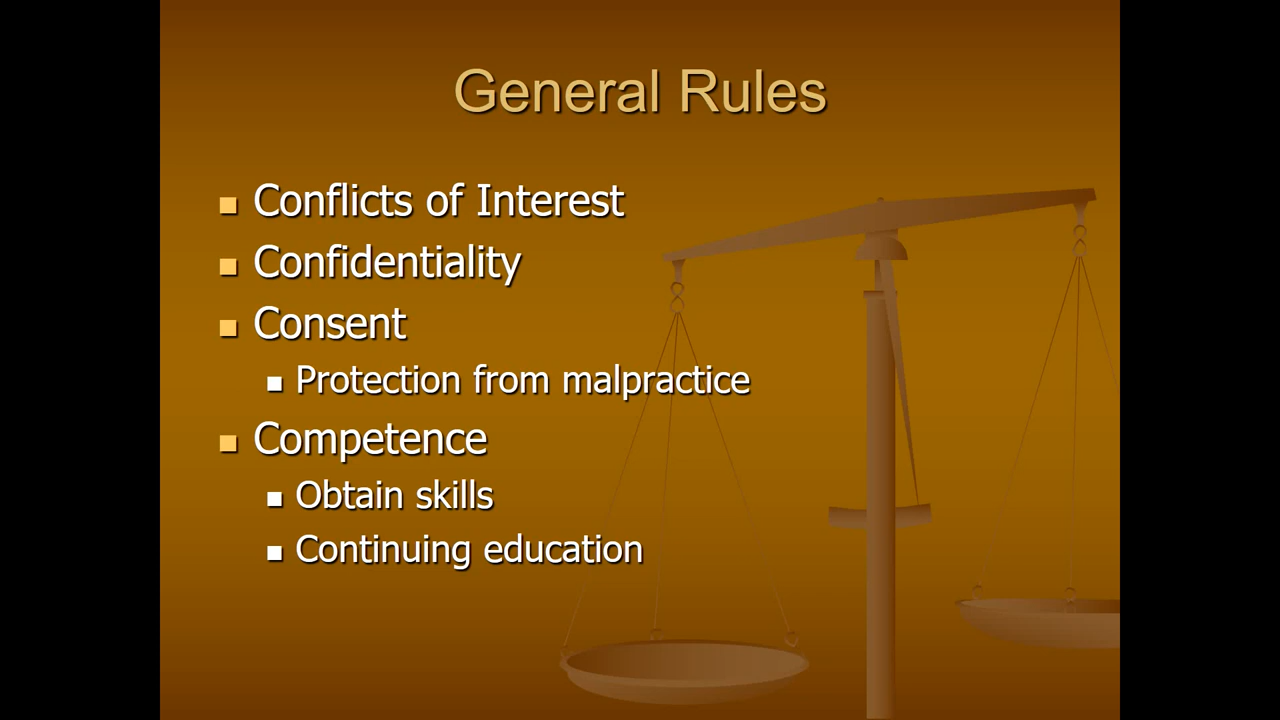 General Rules
Conflicts of Interest
Confidentiality
Consent
Protection from malpractice
Competence
Obtain skills
Continuing education